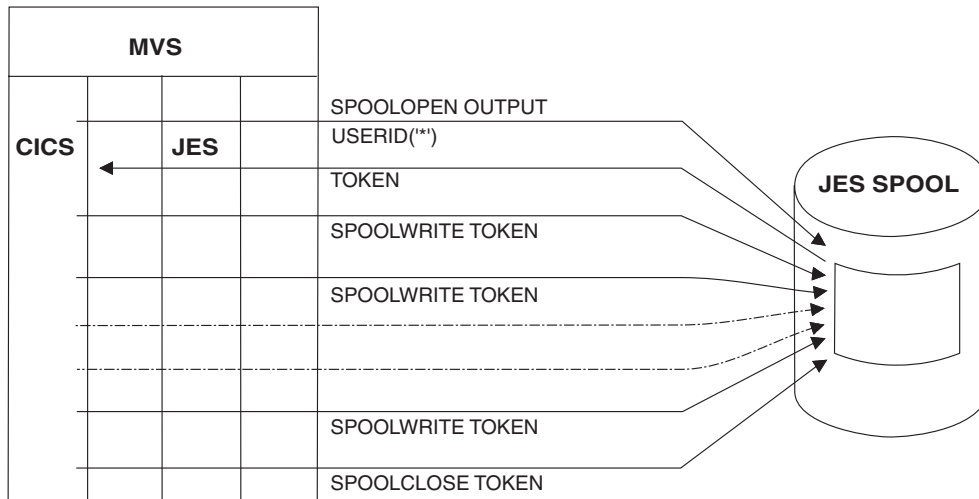 MVS
SPOOLOPEN OUTPUT
USERID('*')
CICS
JES
TOKEN
JES SPOOL
SPOOLWRITE TOKEN
SPOOLWRITE TOKEN
SPOOLWRITE TOKEN
SPOOLCLOSE TOKEN